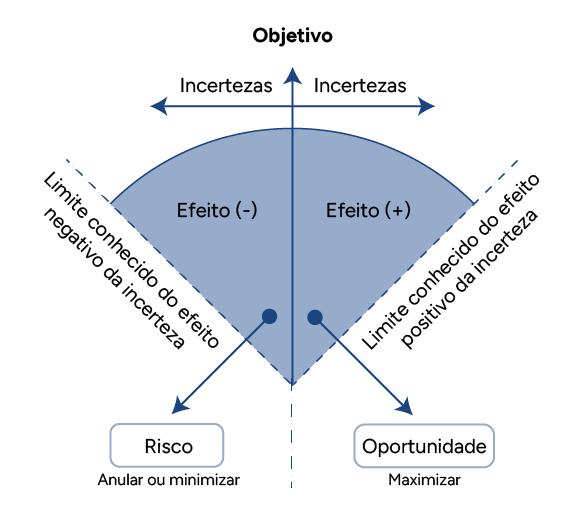 Objetivo
Incertezas
Incertezas
Efeito (-)
Efeito (+)
Limite conhecido do efeito
negativo da incerteza
Limite conhecido do efeito
positivo da incerteza
Risco
Oportunidade
Anular ou minimizar
Maximizar